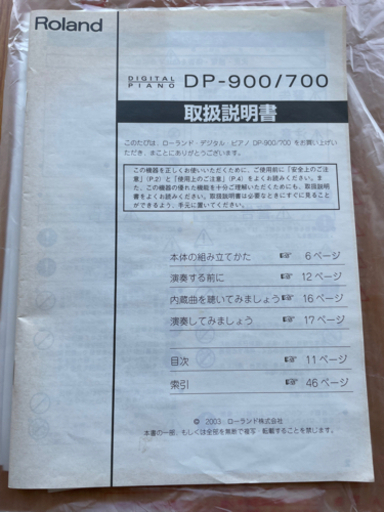 Roland
DIGITAL
PIANO DP-900/700
取扱説明書
このたびは、ローランド・デジタル・ピアノ DP-900/700 をお買い上げい
ただき、まことにありがとうございます。
この機器を正しくお使いいただくために、ご使用前に「安全上のご注
意」(P.2)と「使用上のご注意」(P.4)をよくお読みください。ま
た、この機器の優れた機能を十分ご理解いただくためにも、取扱説明
書をよくお読みください。取扱説明書は必要なときにすぐに見ること
ができるよう、手元に置いてください。
本体の組み立てかた ☞ 6ページ
演奏する前に ☞ 12ページ
内蔵曲を聴いてみましょう ☞ 16ページ
演奏してみましょう ☞ 17ページ
目次 ☞ 11ページ
索引 ☞ 46ページ
© 2003 ローランド株式会社
本書の一部、もしくは全部を無断で複写・転載することを禁じます。